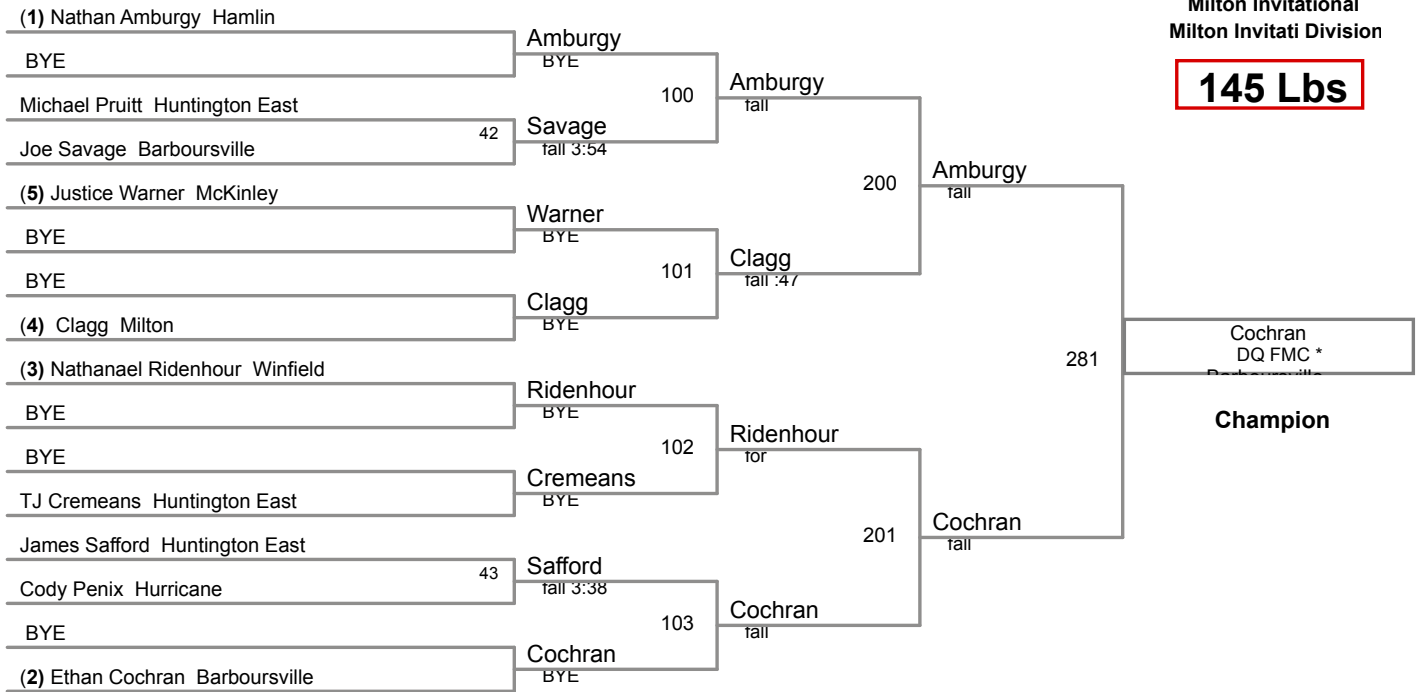 Milton Invitational
Milton Invitati Division
145 Lbs
(1) Nathan Amburgy Hamlin
BYE
Michael Pruitt Huntington East
Joe Savage Barboursville
(5) Justice Warner McKinley
BYE
BYE
(4) Clagg Milton
(3) Nathanael Ridenhour Winfield
BYE
BYE
TJ Cremeans Huntington East
James Safford Huntington East
Cody Penix Hurricane
BYE
(2) Ethan Cochran Barboursville
42
43
Amburgy
BYE
Savage
fall 3:54
Warner
BYE
Clagg
BYE
Ridenhour
BYE
Cremeans
BYE
Safford
fall 3:38
Cochran
BYE
100
101
102
103
Amburgy
fall
Clagg
fall :47
Ridenhour
for
Cochran
fall
200
201
Amburgy
fall
Cochran
fall
281
Cochran
DQ FMC *
Barboursville
Champion